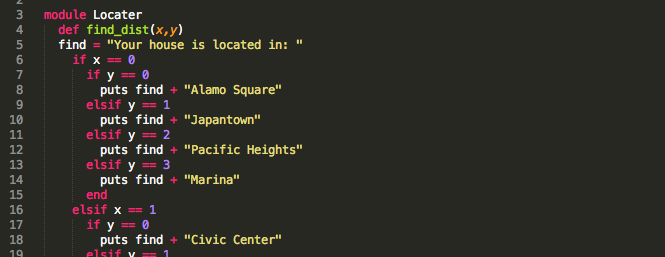 2
3 module Locater
4   def find_dist(x,y)
5   find = "Your house is located in: "
6     if x == 0
7       if y == 0
8         puts find + "Alamo Square"
9       elsif y == 1
10         puts find + "Japantown"
11       elsif y == 2
12         puts find + "Pacific Heights"
13       elsif y == 3
14         puts find + "Marina"
15       end
16     elsif x == 1
17       if y == 0
18         puts find + "Civic Center"
19       elsif y == 1